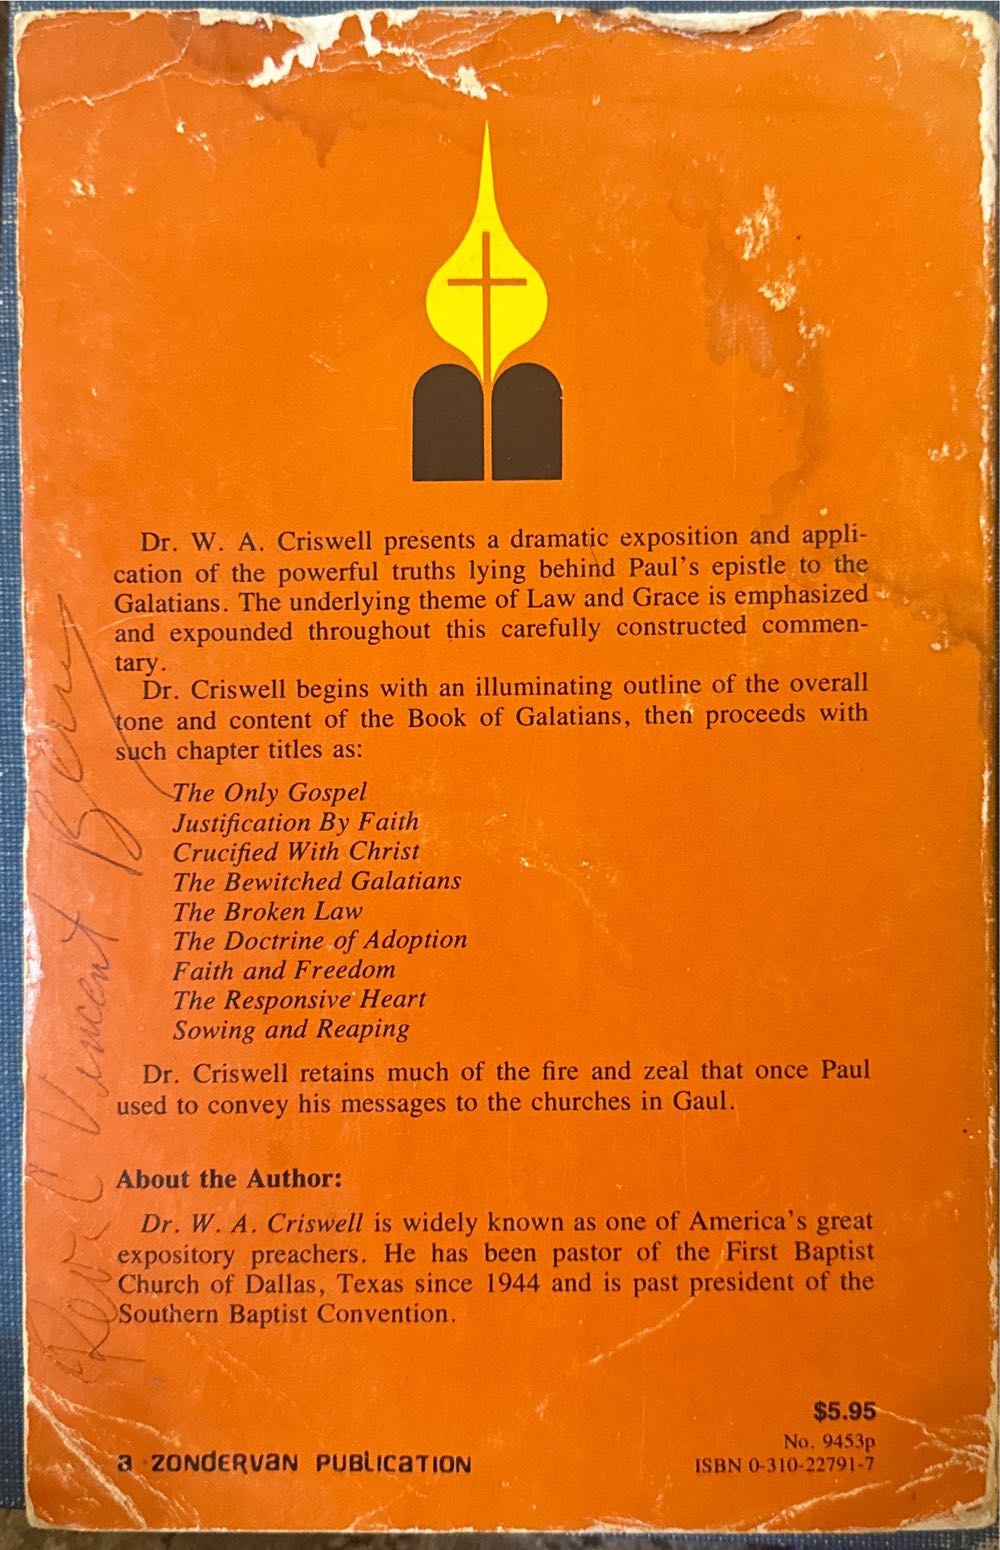 Dr. W. A. Criswell presents a dramatic exposition and appli-
cation of the powerful truths lying behind Paul's epistle to the
Galatians. The underlying theme of Law and Grace is emphasized
and expounded throughout this carefully constructed commen-
tary.
Dr. Criswell begins with an illuminating outline of the overall
tone and content of the Book of Galatians, then proceeds with
such chapter titles as:
The Only Gospel
Justification By Faith
Crucified With Christ
The Bewitched Galatians
The Broken Law
The Doctrine of Adoption
Faith and Freedom
The Responsive Heart
Sowing and Reaping
Dr. Criswell retains much of the fire and zeal that once Paul
used to convey his messages to the churches in Gaul.
About the Author:
Dr. W. A. Criswell is widely known as one of America's great
expository preachers. He has been pastor of the First Baptist
Church of Dallas, Texas since 1944 and is past president of the
Southern Baptist Convention.
$5.95
No. 9453p
a ZONDERVAN PUBLICATION
ISBN 0-310-22791-7
Rev C Vincent